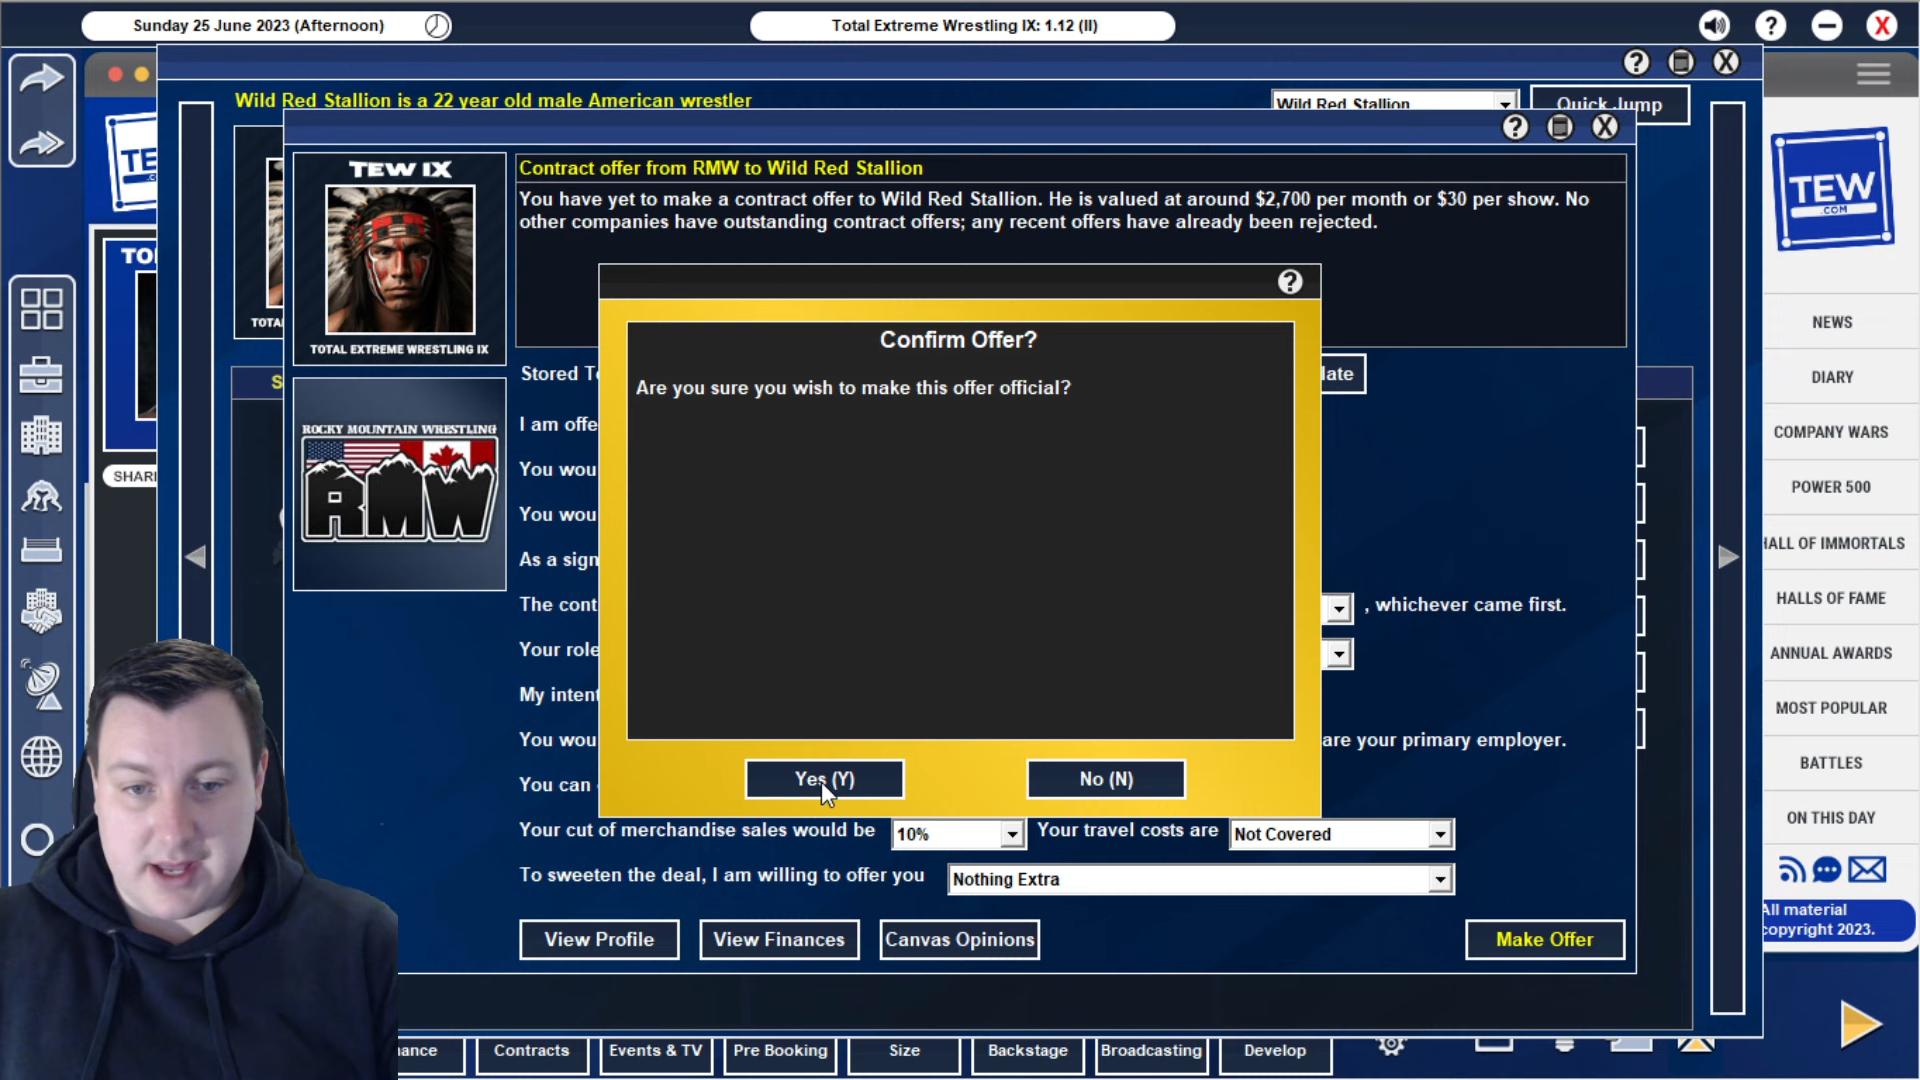 Sunday 25 June 2023 (Afternoon)
Total Extreme Wrestling IX: 1.12 (II)
Wild Red Stallion is a 22 year old male American wrestler
Wild Red Stallion
Quick Jump
TEW IX
TOTAL EXTREME WRESTLING IX
Contract offer from RMW to Wild Red Stallion
You have yet to make a contract offer to Wild Red Stallion. He is valued at around $2,700 per month or $30 per show. No
other companies have outstanding contract offers; any recent offers have already been rejected.
Confirm Offer?
Are you sure you wish to make this offer official?
Yes (Y)
No (N)
ROCKY MOUNTAIN WRESTLING
RMW
Stored
I am
You
You
As a sign
The
, whichever came first.
Your role
My
You
are your primary employer.
You can
Your cut of merchandise sales would be
10%
Your travel costs are
Not Covered
To sweeten the deal, I am willing to offer you
Nothing Extra
View Profile
View Finances
Canvas Opinions
Make Offer
Contracts
Events & TV
Pre Booking
Size
Backstage
Broadcasting
Develop
TEW
.COM
NEWS
DIARY
COMPANY WARS
POWER 500
HALL OF IMMORTALS
HALLS OF FAME
ANNUAL AWARDS
MOST POPULAR
BATTLES
ON THIS DAY
All material
copyright 2023.